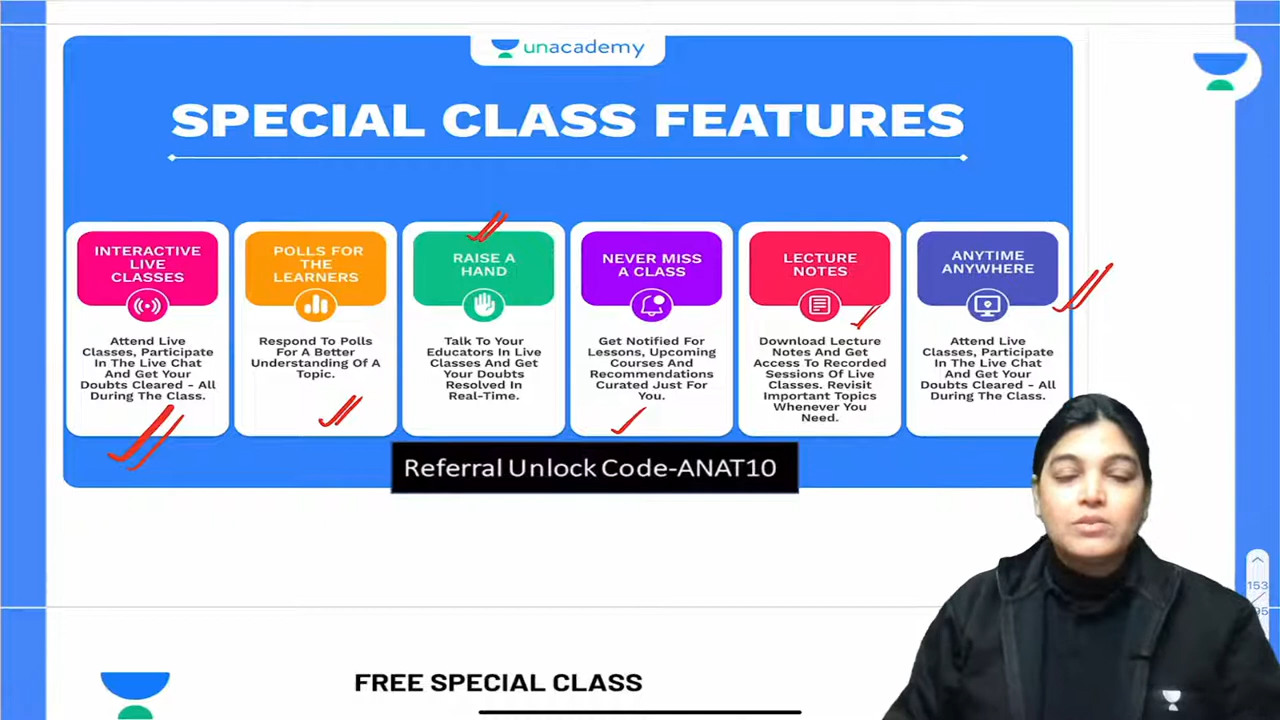 unacademy
SPECIAL CLASS FEATURES
INTERACTIVE
LIVE
CLASSES
Attend Live
Classes, Participate
In The Live Chat
And Get Your
Doubts Cleared - All
During The Class.
POLLS FOR
THE
LEARNERS
Respond To Polls
For A Better
Understanding Of A
Topic.
RAISE A
HAND
Talk To Your
Educators In Live
Classes And Get
Your Doubts
Resolved In
Real-Time.
NEVER MISS
A CLASS
Get Notified For
Lessons, Upcoming
Courses And
Recommendations
Curated Just For
You.
LECTURE
NOTES
Download Lecture
Notes And Get
Access To Recorded
Sessions Of Live
Classes. Revisit
Important Topics
Whenever You
Need.
ANYTIME
ANYWHERE
Attend Live
Classes, Participate
In The Live Chat
And Get Your
Doubts Cleared - All
During The Class.
Referral Unlock Code-ANAT10
153
FREE SPECIAL CLASS